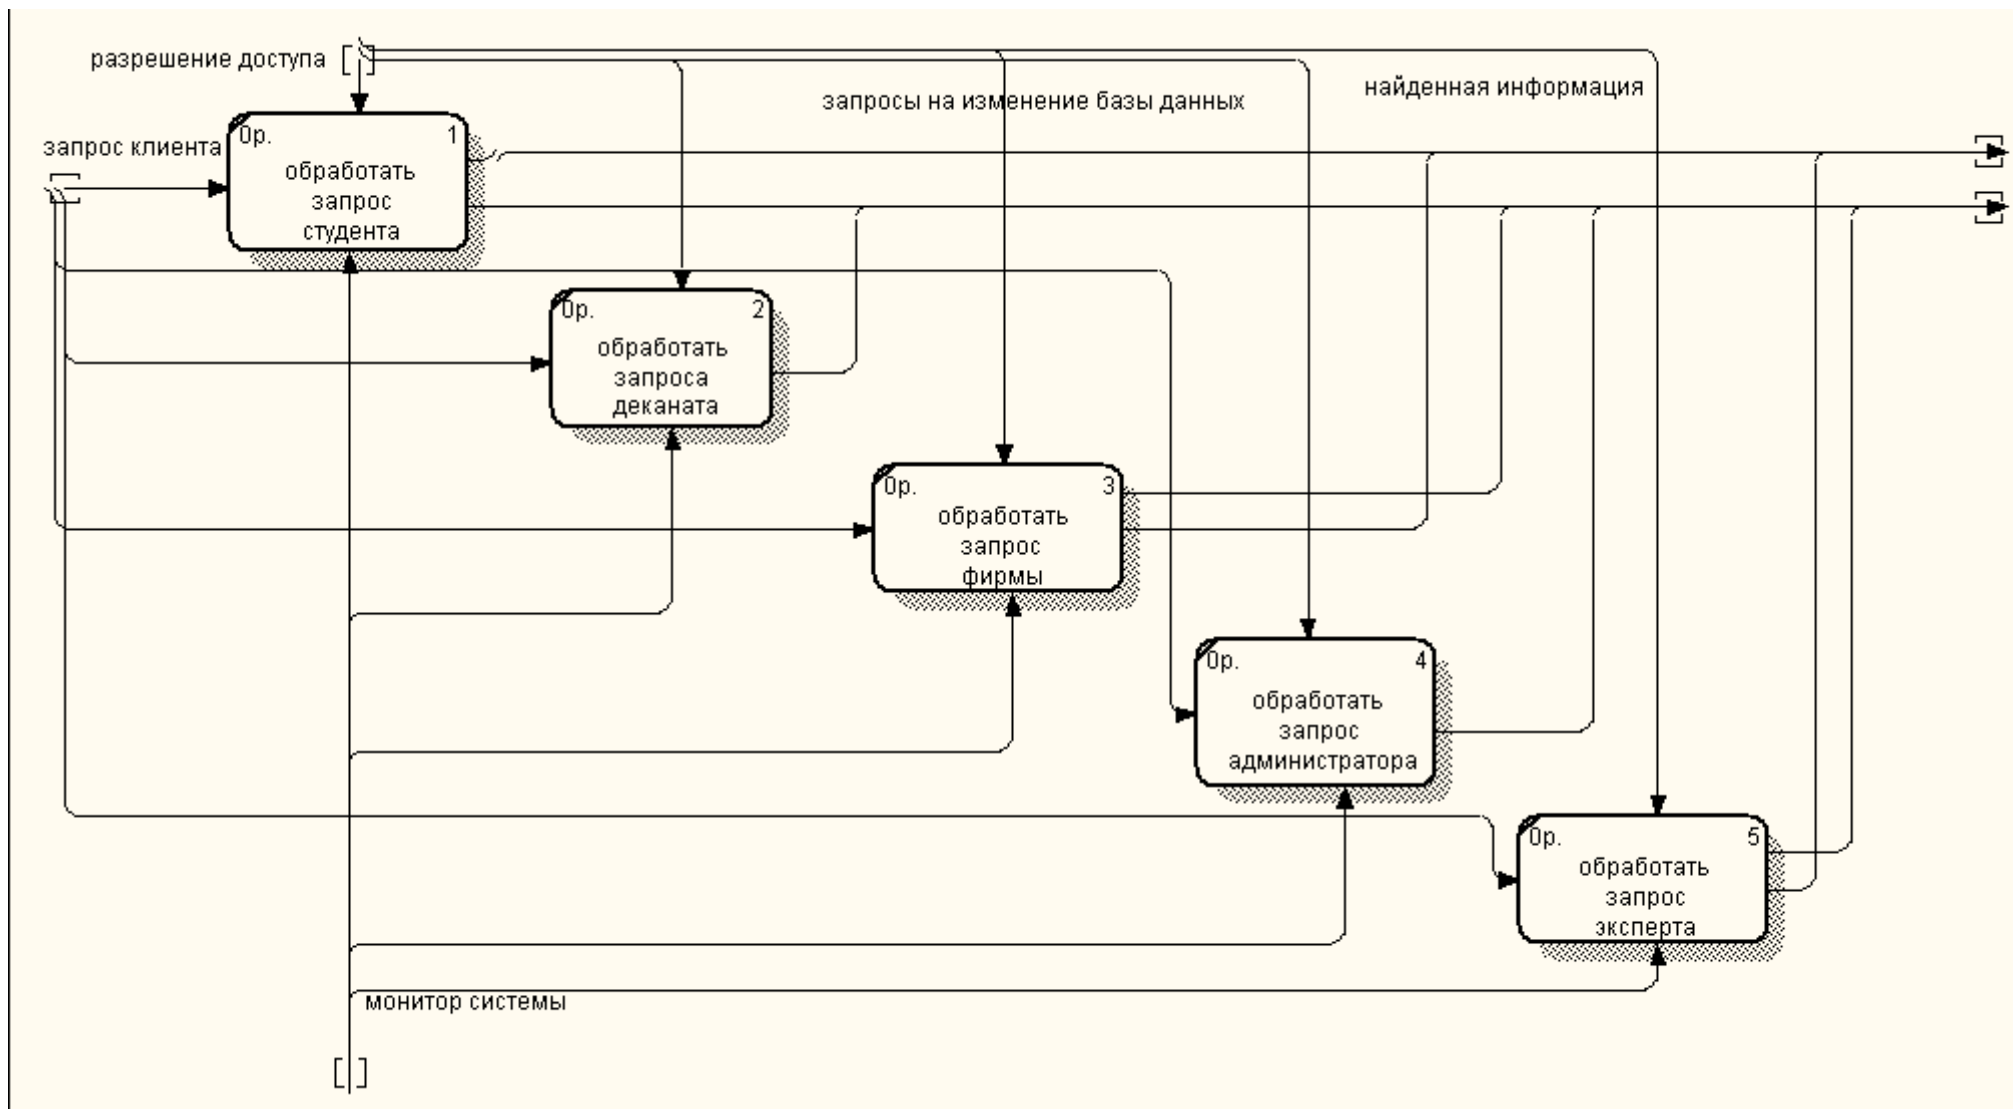 разрешение доступа
найденная информация
запросы на изменение базы данных
запрос клиента
0р. 1
обработать
запрос
студента
0р. 2
обработать
запроса
деканата
0р. 3
обработать
запрос
фирмы
0р. 4
обработать
запрос
администратора
0р. 5
обработать
запрос
эксперта
монитор системы